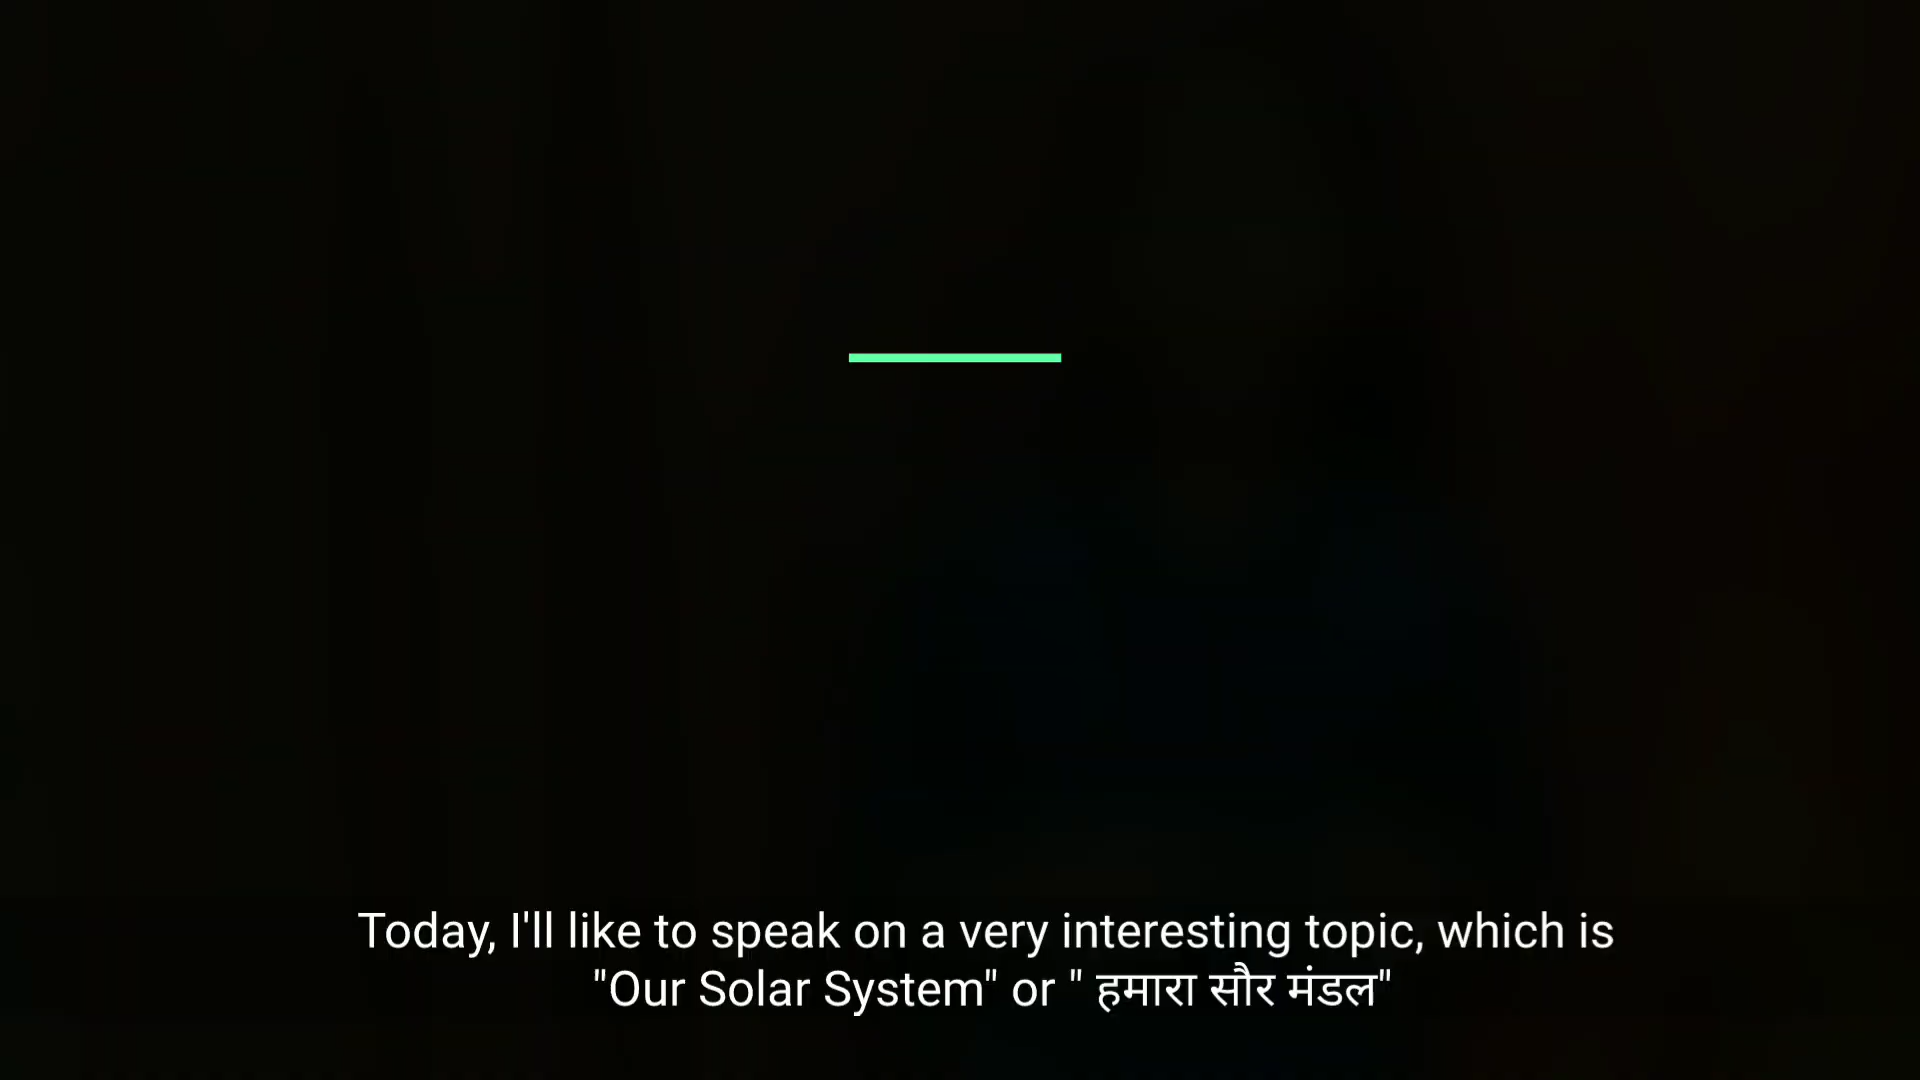 Today, I'll like to speak on a very interesting topic, which is
"Our Solar System" or " हमारा सौर मंडल"